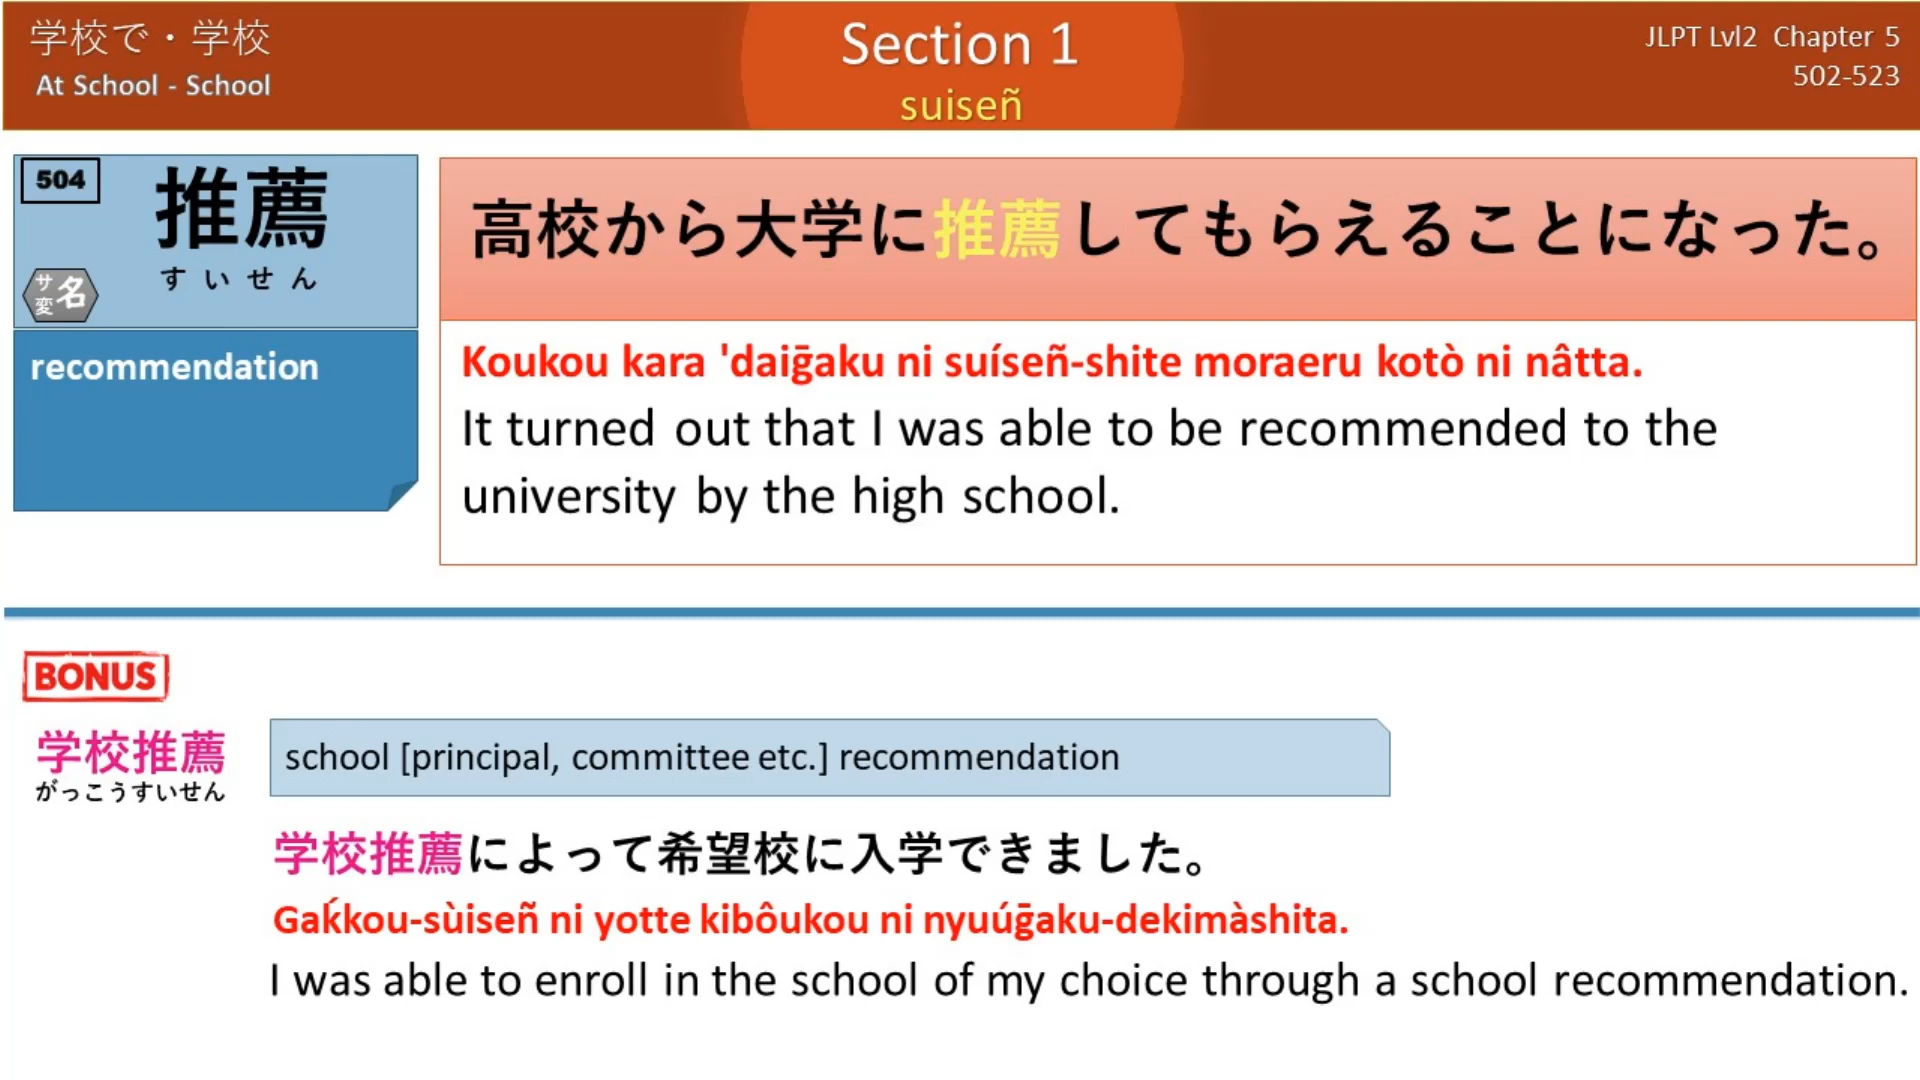 学校で・学校
At School - School
Section 1
suiseñ
JLPT Lvl2 Chapter 5
502-523
504
推薦
すいせん
サ変 名
recommendation
高校から大学に推薦してもらえることになった。
Koukou kara 'daiḡaku ni suíseñ-shite moraeru kotò ni nâtta.
It turned out that I was able to be recommended to the
university by the high school.
BONUS
学校推薦
がっこうすいせん
school [principal, committee etc.] recommendation
学校推薦によって希望校に入学できました。
Gaḱkou-sùiseñ ni yotte kibôukou ni nyuúḡaku-dekimàshita.
I was able to enroll in the school of my choice through a school recommendation.